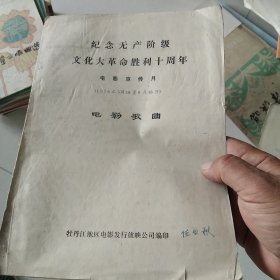 纪念无产阶级
文化大革命胜利十周年
电影宣传月
电影歌曲
牡丹江地区电影发行放映公司编印